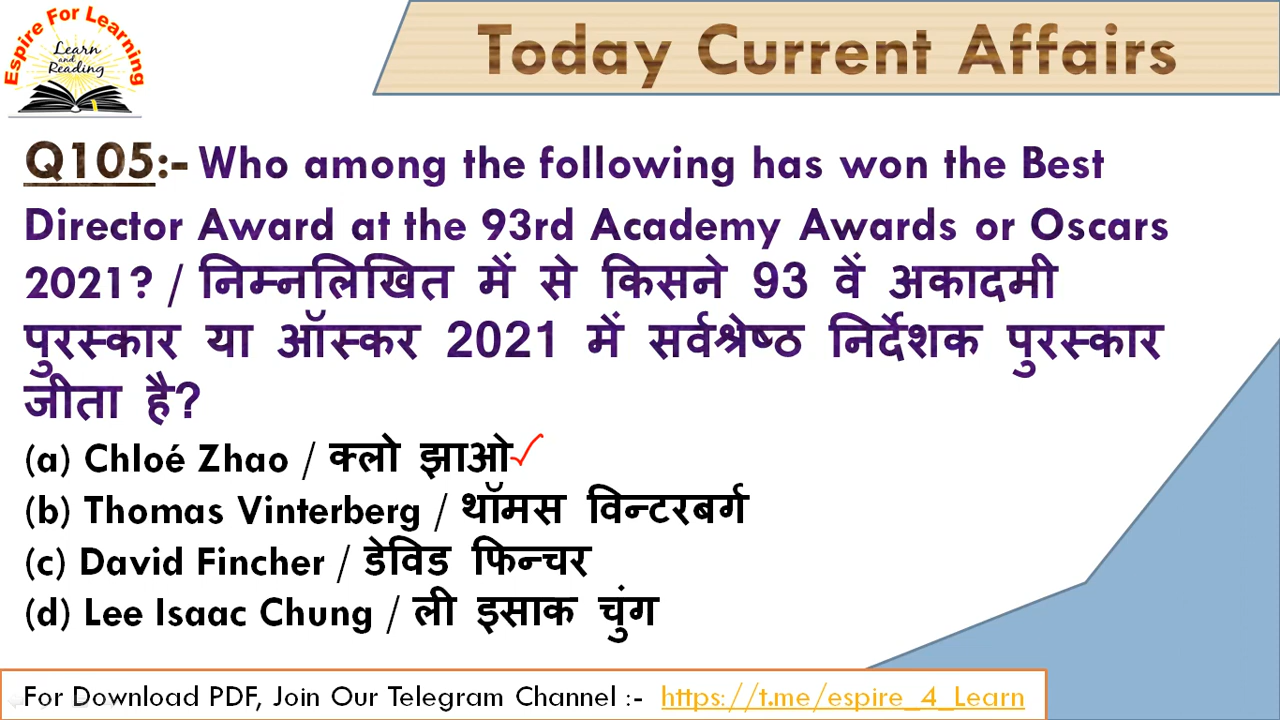 Espire For Learning
Learn
and
Reading
Today Current Affairs
Q105:- Who among the following has won the Best
Director Award at the 93rd Academy Awards or Oscars
2021? / निम्नलिखित में से किसने 93 वें अकादमी
पुरस्कार या ऑस्कर 2021 में सर्वश्रेष्ठ निर्देशक पुरस्कार
जीता है?
(a) Chloé Zhao / क्लो झाओ
(b) Thomas Vinterberg / थॉमस विन्टरबर्ग
(c) David Fincher / डेविड फिन्चर
(d) Lee Isaac Chung / ली इसाक चुंग
For Download PDF, Join Our Telegram Channel :- https://t.me/espire_4_Learn